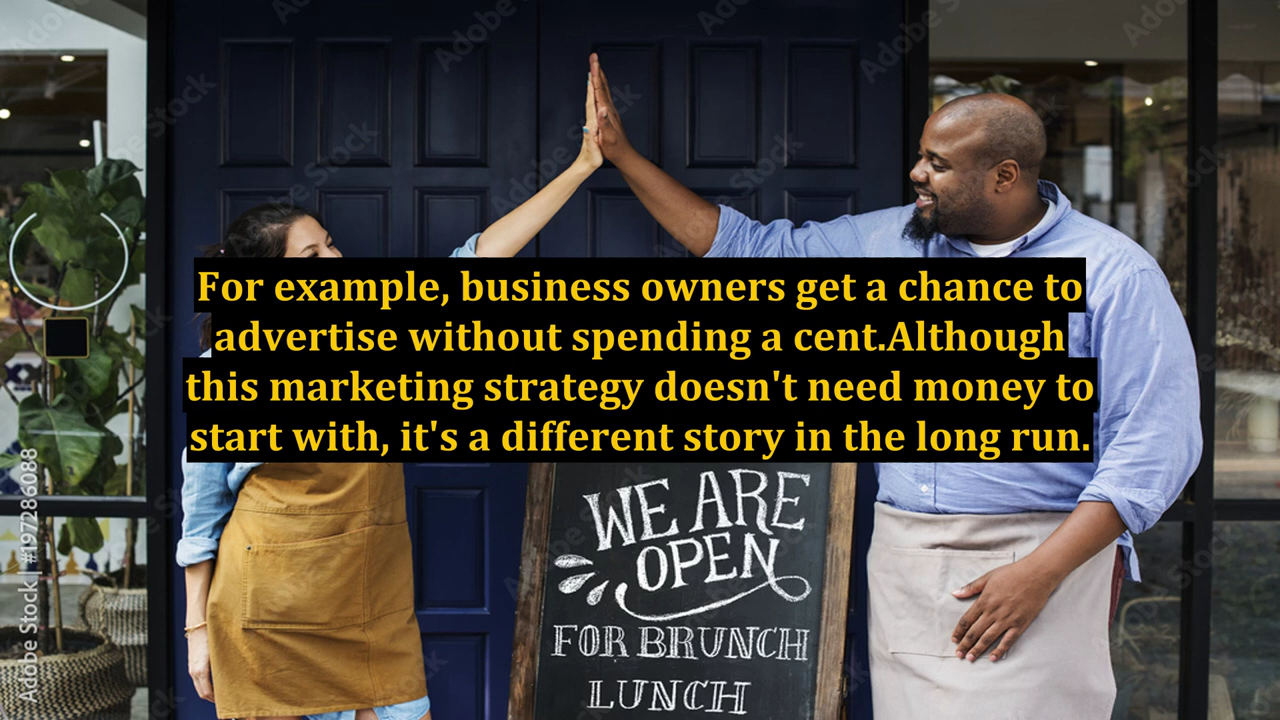 For example, business owners get a chance to
advertise without spending a cent.Although
this marketing strategy doesn't need money to
start with, it's a different story in the long run.
WE ARE
OPEN
FOR BRUNCH
LUNCH
Adobe Stock | #197286088